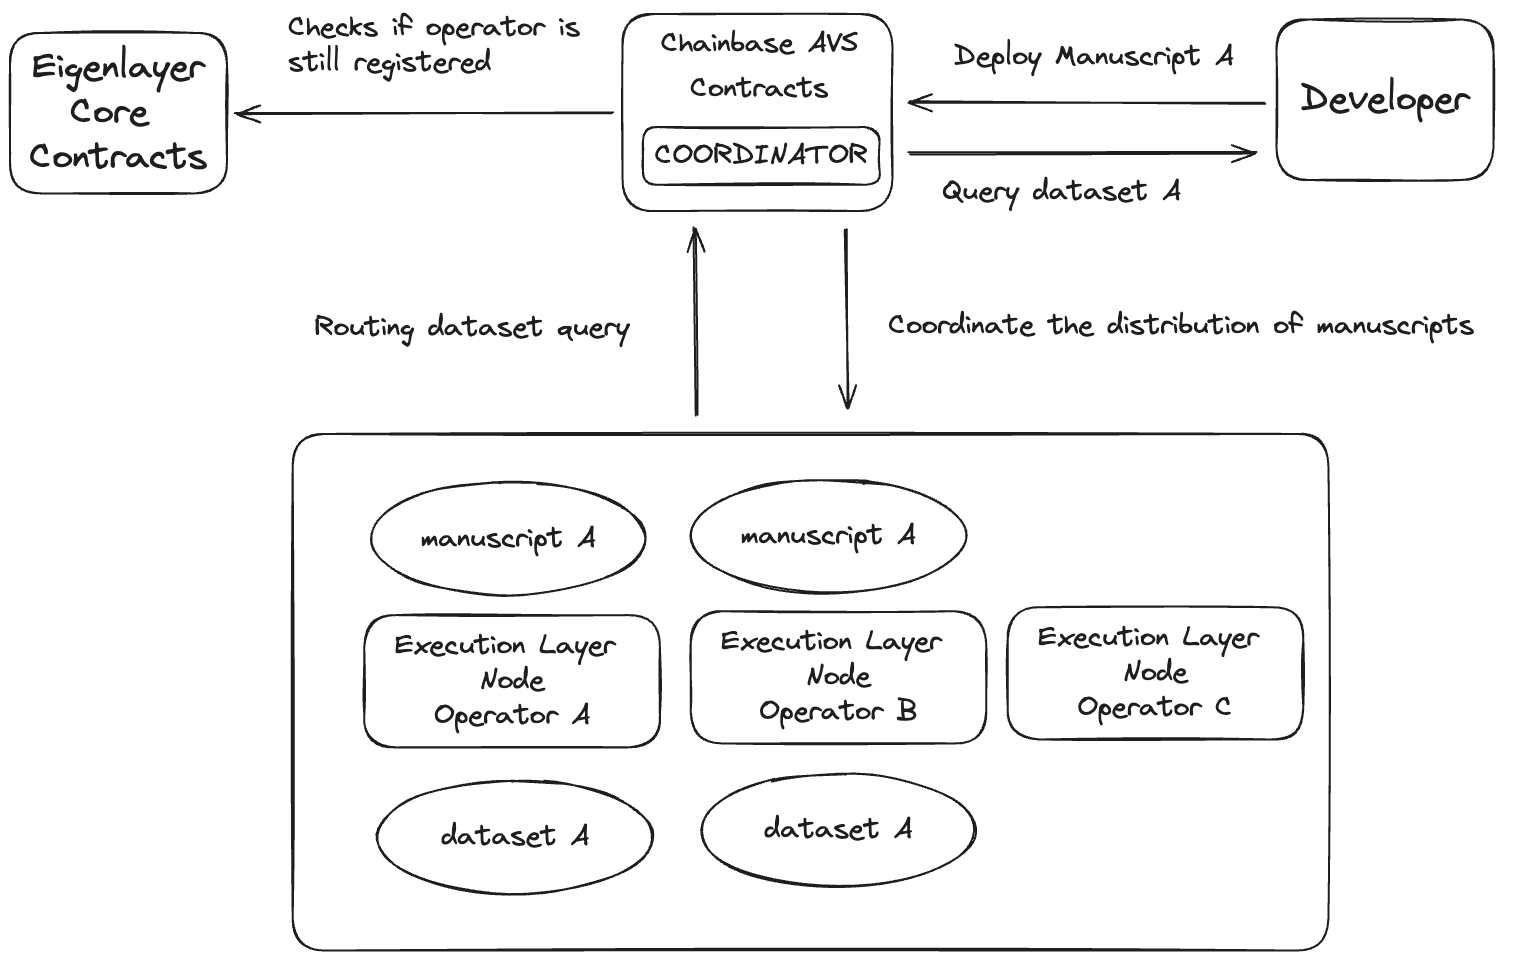 Checks if operator is
still registered
Eigenlayer
Core
Contracts
Chainbase AVS
Contracts
COORDINATOR
Deploy Manuscript A
Developer
Query dataset A
Routing dataset query
Coordinate the distribution of manuscripts
manuscript A
manuscript A
Execution Layer
Node
Operator A
Execution Layer
Node
Operator B
Execution Layer
Node
Operator C
dataset A
dataset A